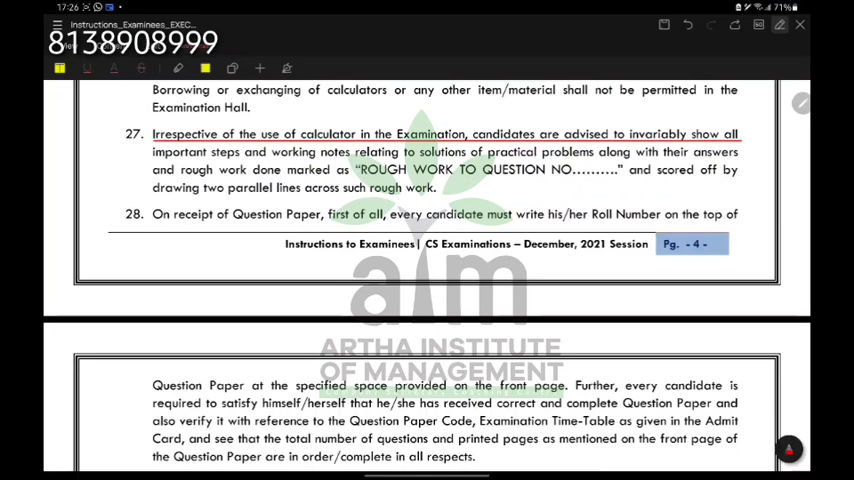 17:26
71%
Instructions_Examinees_EXEC...
8138908999
Borrowing or exchanging of calculators or any other item/material shall not be permitted in the
Examination Hall.
27. Irrespective of the use of calculator in the Examination, candidates are advised to invariably show all
important steps and working notes relating to solutions of practical problems along with their answers
and rough work done marked as "ROUGH WORK TO QUESTION NO.........." and scored off by
drawing two parallel lines across such rough work.
28. On receipt of Question Paper, first of all, every candidate must write his/her Roll Number on the top of
Instructions to Examinees| CS Examinations – December, 2021 Session Pg. - 4 -
aim
ARTHA INSTITUTE
OF MANAGEMENT
Question Paper at the specified space provided on the front page. Further, every candidate is
required to satisfy himself/herself that he/she has received correct and complete Question Paper and
also verify it with reference to the Question Paper Code, Examination Time-Table as given in the Admit
Card, and see that the total number of questions and printed pages as mentioned on the front page of
the Question Paper are in order/complete in all respects.